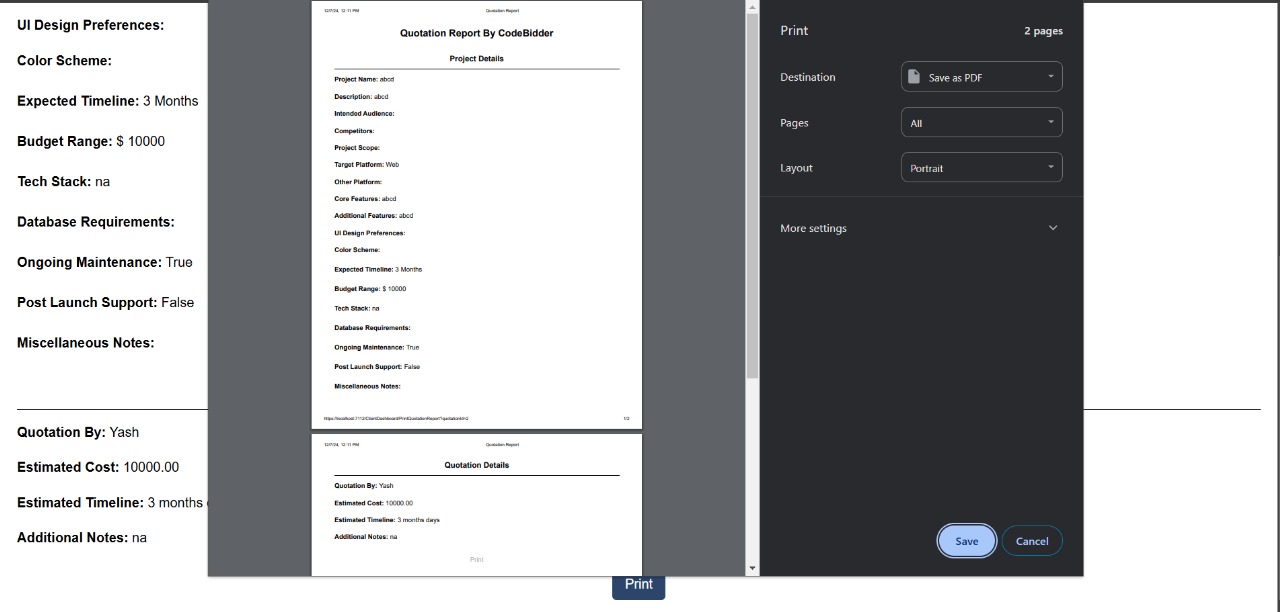 UI Design Preferences:
Color Scheme:
Expected Timeline: 3 Months
Budget Range: $ 10000
Tech Stack: na
Database Requirements:
Ongoing Maintenance: True
Post Launch Support: False
Miscellaneous Notes:
Quotation By: Yash
Estimated Cost: 10000.00
Estimated Timeline: 3 months
Additional Notes: na
12/7/24, 12:11 PM Quotation Report
Quotation Report By CodeBidder
Project Details
Project Name: abcd
Description: abcd
Intended Audience:
Competitors:
Project Scope:
Target Platform: Web
Other Platform:
Core Features: abcd
Additional Features: abcd
UI Design Preferences:
Color Scheme:
Expected Timeline: 3 Months
Budget Range: $ 10000
Tech Stack: na
Database Requirements:
Ongoing Maintenance: True
Post Launch Support: False
Miscellaneous Notes:
https://localhost:7112/ClientDashboard/PrintQuotationReport?quotationId=2 1/2
12/7/24, 12:11 PM Quotation Report
Quotation Details
Quotation By: Yash
Estimated Cost: 10000.00
Estimated Timeline: 3 months days
Additional Notes: na
Print
Print 2 pages
Destination Save as PDF
Pages All
Layout Portrait
More settings
Save Cancel
Print